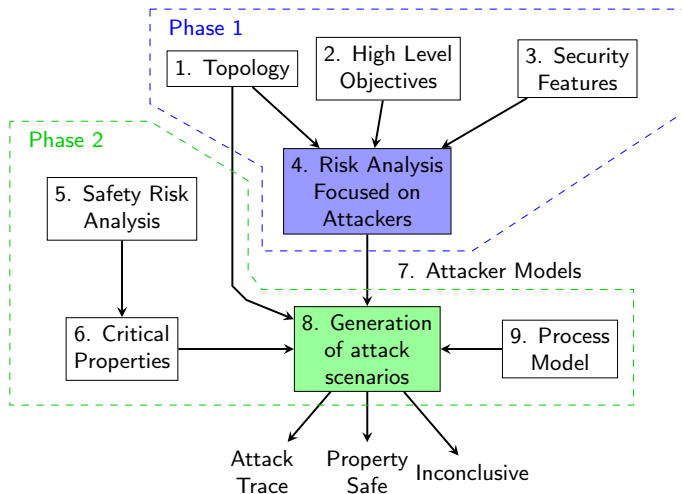 Phase 1
1. Topology
2. High Level
Objectives
3. Security
Features
Phase 2
4. Risk Analysis
Focused on
Attackers
5. Safety Risk
Analysis
7. Attacker Models
6. Critical
Properties
8. Generation
of attack
scenarios
9. Process
Model
Attack
Trace
Property
Safe
Inconclusive